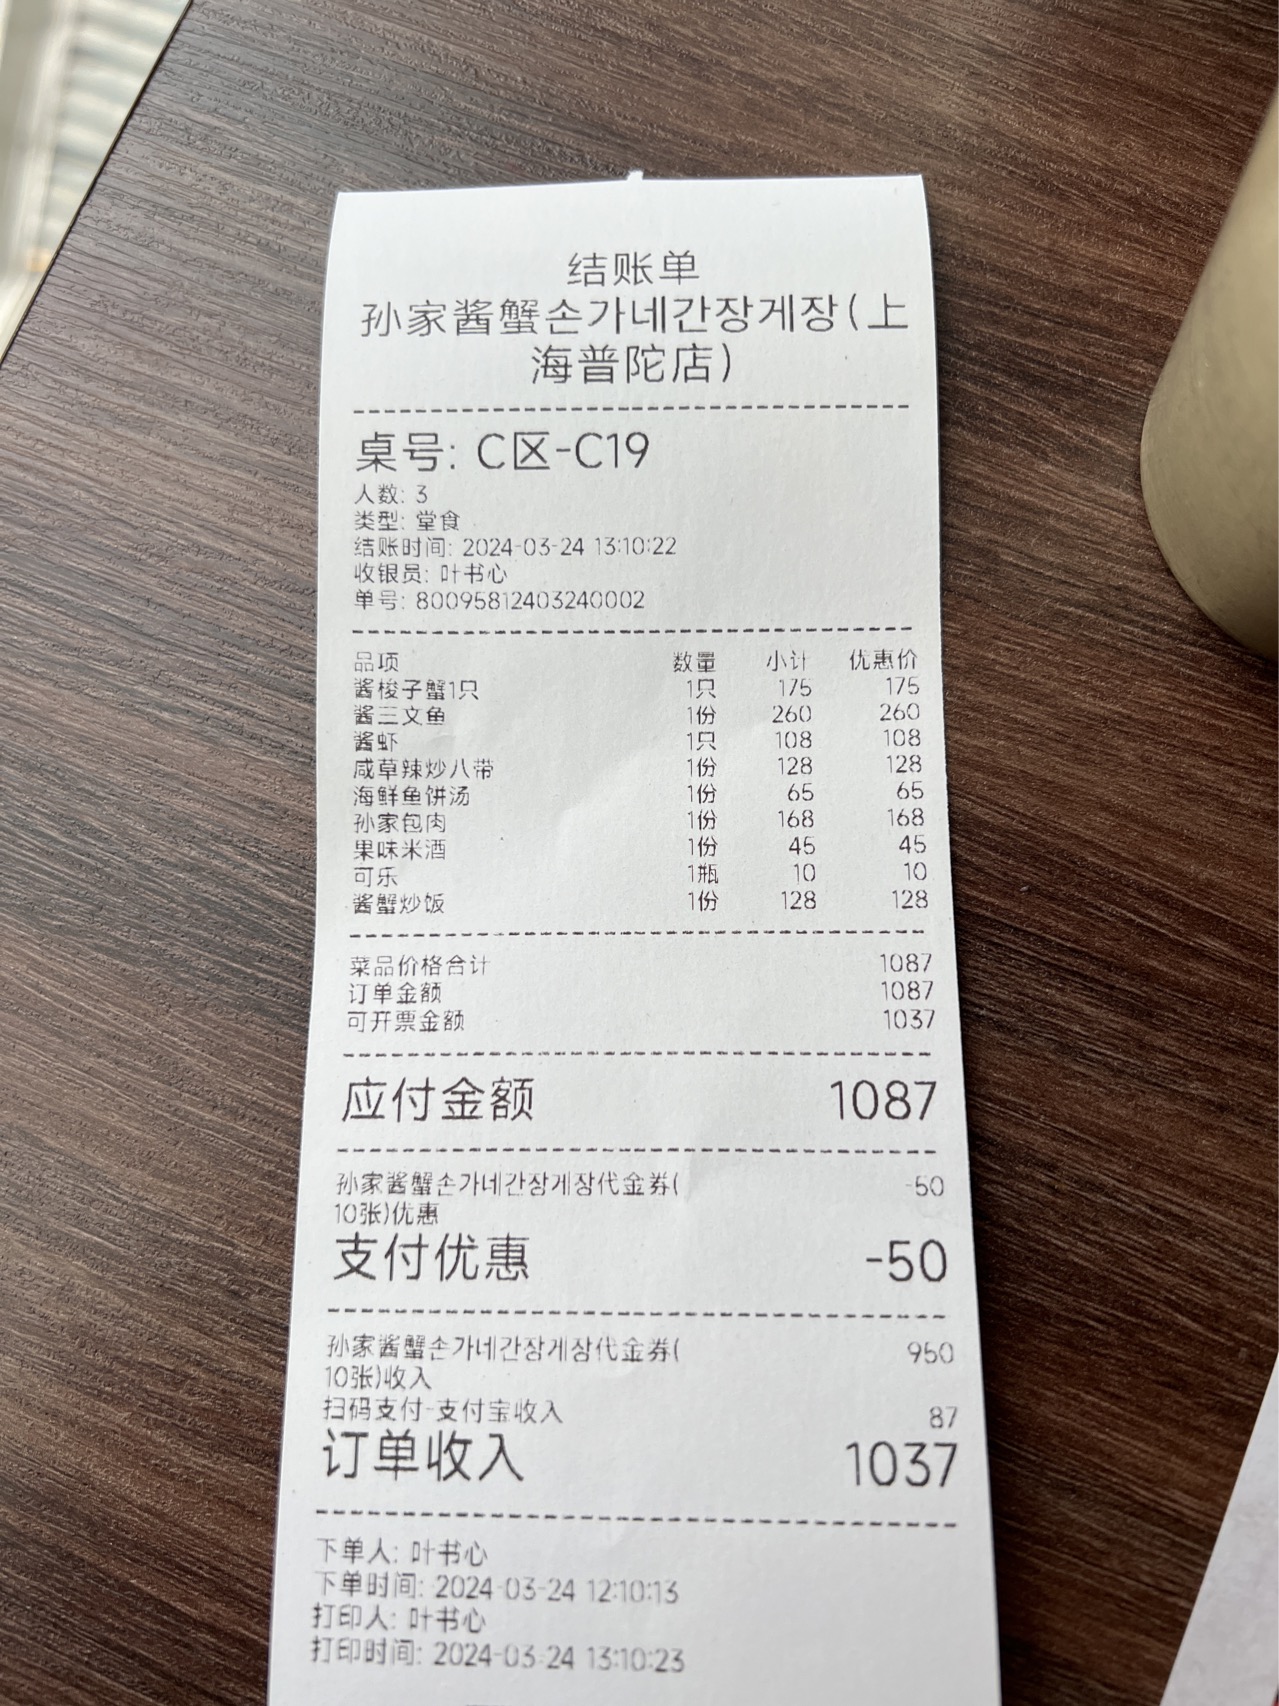 结账单
孙家酱蟹손가네간장게장(上
海普陀店)
桌号: C区-C19
人数: 3
类型: 堂食
结账时间: 2024-03-24 13:10:22
收银员: 叶书心
单号: 80095812403240002
品项 数量 小计 优惠价
酱梭子蟹1只 1只 175 175
酱三文鱼 1份 260 260
酱虾 1只 108 108
咸草辣炒八带 1份 128 128
海鲜鱼饼汤 1份 65 65
孙家包肉 1份 168 168
果味米酒 1份 45 45
可乐 1瓶 10 10
酱蟹炒饭 1份 128 128
菜品价格合计 1087
订单金额 1087
可开票金额 1037
应付金额 1087
孙家酱蟹손가네간장게장代金券( -50
10张)优惠
支付优惠 -50
孙家酱蟹손가네간장게장代金券( 950
10张)收入
扫码支付-支付宝收入 87
订单收入 1037
下单人: 叶书心
下单时间: 2024-03-24 12:10:13
打印人: 叶书心
打印时间: 2024-03-24 13:10:23